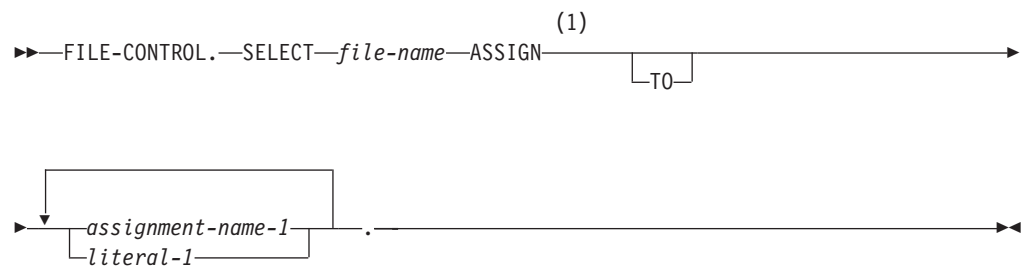 (1)
FILE-CONTROL. SELECT file-name ASSIGN
TO
assignment-name-1 .
literal-1